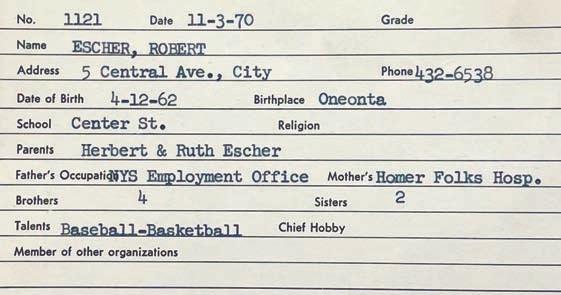 No. 1121 Date 11-3-70 Grade
Name ESCHER, ROBERT
Address 5 Central Ave., City Phone 432-6538
Date of Birth 4-12-62 Birthplace Oneonta
School Center St. Religion
Parents Herbert & Ruth Escher
Father's Occupation NYS Employment Office Mother's Homer Folks Hosp.
Brothers 4 Sisters 2
Talents Baseball-Basketball Chief Hobby
Member of other organizations